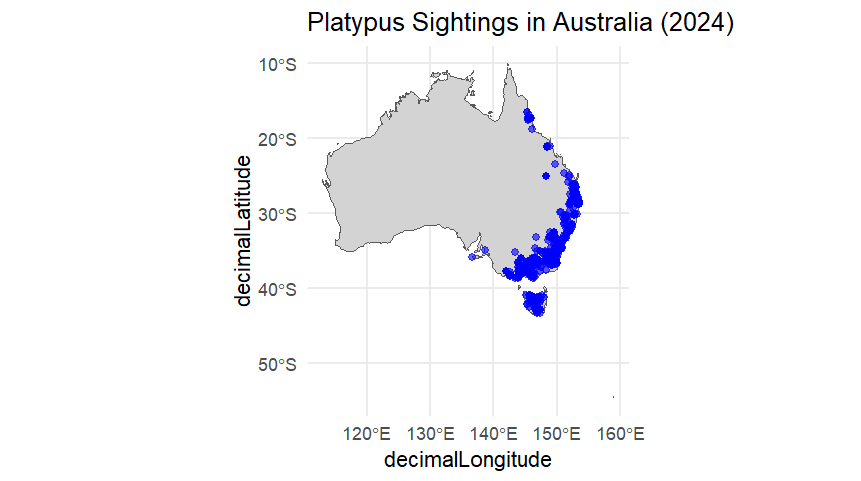 Platypus Sightings in Australia (2024)
10°S
20°S
30°S
40°S
50°S
decimalLatitude
120°E 130°E 140°E 150°E 160°E
decimalLongitude